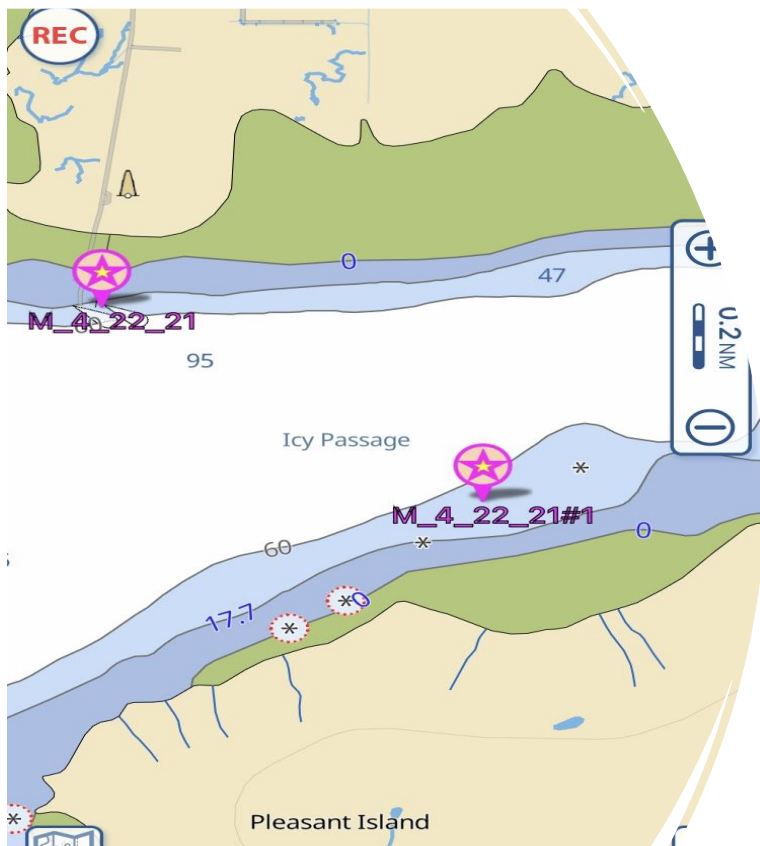 REC
0
47
0.2 NM
M_4_22_21
95
Icy Passage
M_4_22_21#1
0
60
0
17.7
Pleasant Island